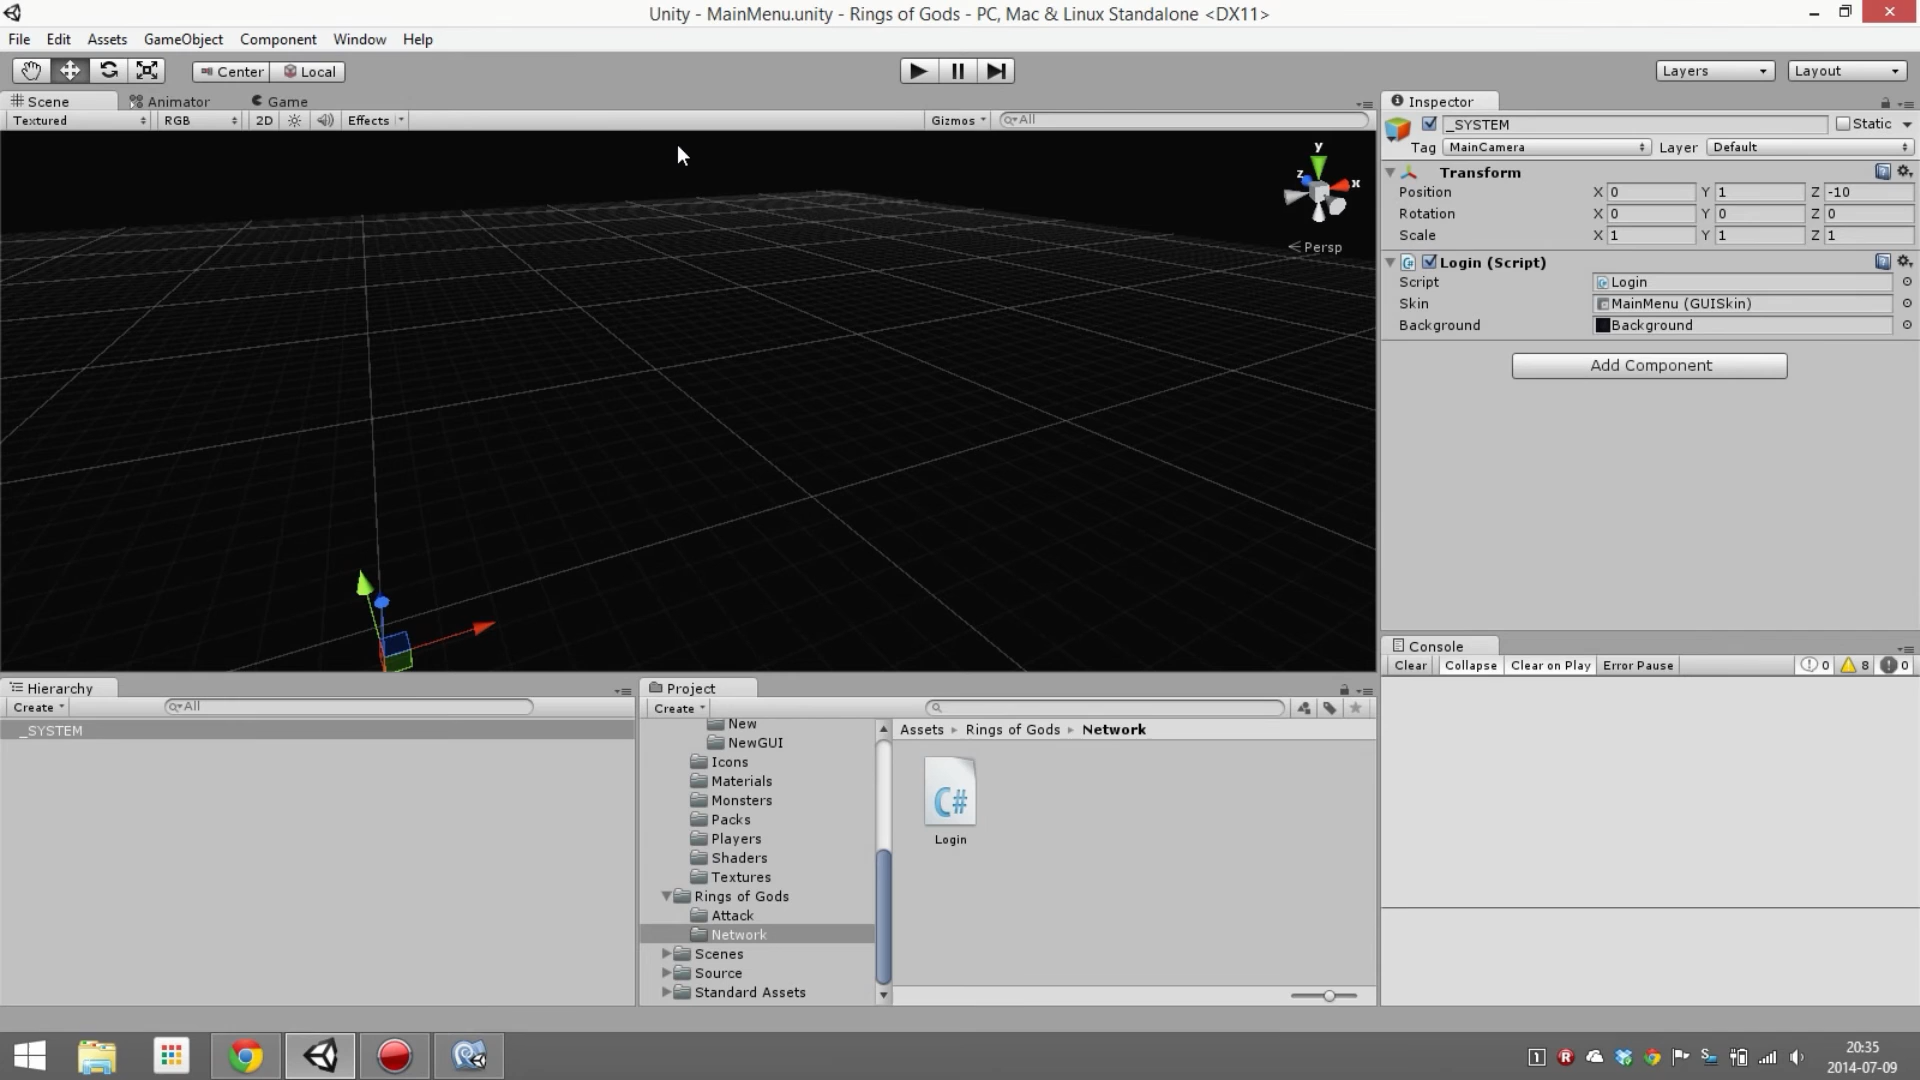 Unity - MainMenu.unity - Rings of Gods - PC, Mac & Linux Standalone <DX11>
File Edit Assets GameObject Component Window Help
Center Local
Layers Layout
Scene Animator Game
Textured RGB 2D Effects Gizmos All
y
z
x
Persp
Inspector
_SYSTEM Static
Tag MainCamera Layer Default
Transform
Position X 0 Y 1 Z -10
Rotation X 0 Y 0 Z 0
Scale X 1 Y 1 Z 1
Login (Script)
Script Login
Skin MainMenu (GUISkin)
Background Background
Add Component
Console
Clear Collapse Clear on Play Error Pause 0 8 0
Hierarchy
Create All
_SYSTEM
Project
Create
New
NewGUI
Icons
Materials
Monsters
Packs
Players
Shaders
Textures
Rings of Gods
Attack
Network
Scenes
Source
Standard Assets
Assets Rings of Gods Network
C#
Login
1 R
20:35
2014-07-09